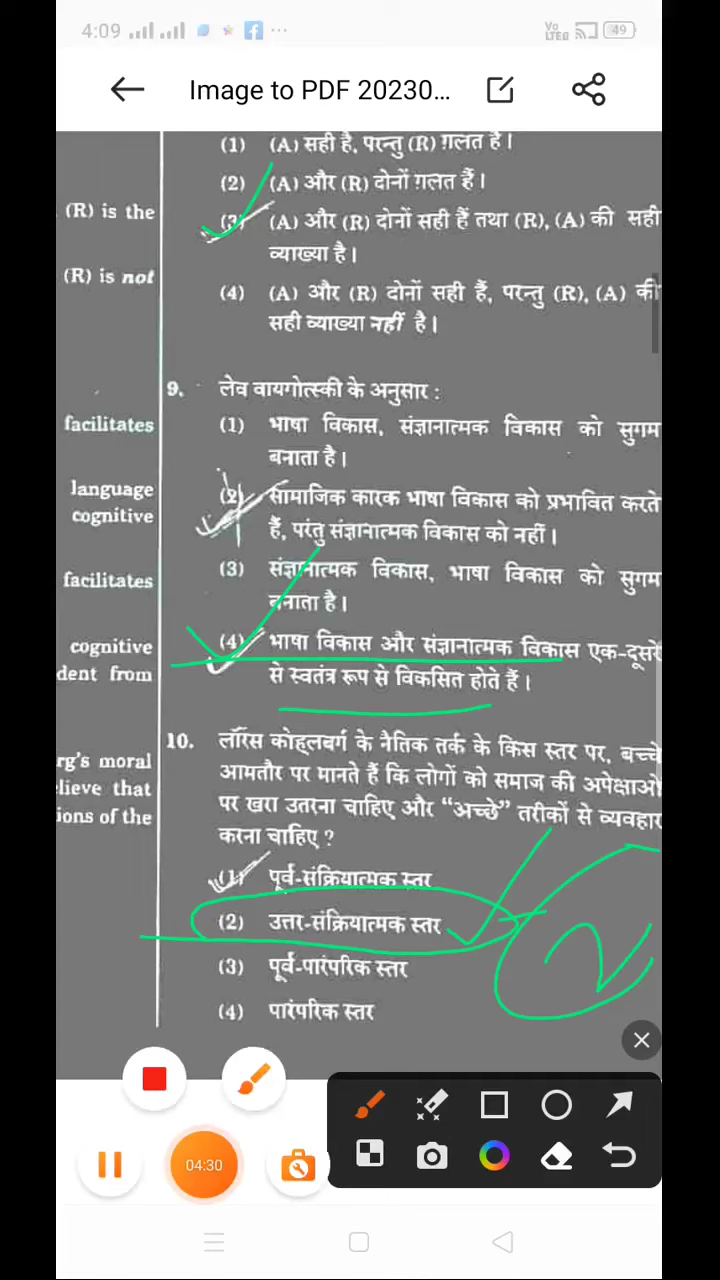 4:09
Vo
LTE
49
Image to PDF 20230...
(1) (A) सही है, परन्तु (R) ग़लत है।
(2) (A) और (R) दोनों ग़लत हैं।
(R) is the
(3) (A) और (R) दोनों सही हैं तथा (R), (A) की सही
व्याख्या है।
(R) is not
(4) (A) और (R) दोनों सही हैं, परन्तु (R), (A) की
सही व्याख्या नहीं है।
9. लेव वायगोत्स्की के अनुसार :
facilitates
(1) भाषा विकास, संज्ञानात्मक विकास को सुगम
बनाता है।
language
(2) सामाजिक कारक भाषा विकास को प्रभावित करते
cognitive
हैं, परंतु संज्ञानात्मक विकास को नहीं।
facilitates
(3) संज्ञानात्मक विकास, भाषा विकास को सुगम
बनाता है।
cognitive
(4) भाषा विकास और संज्ञानात्मक विकास एक-दूसरे
dent from
से स्वतंत्र रूप से विकसित होते हैं।
10. लॉरेंस कोहलबर्ग के नैतिक तर्क के किस स्तर पर, बच्चे
rg's moral
आमतौर पर मानते हैं कि लोगों को समाज की अपेक्षाओं
lieve that
पर खरा उतरना चाहिए और "अच्छे" तरीकों से व्यवहार
ions of the
करना चाहिए ?
(1) पूर्व-संक्रियात्मक स्तर
(2) उत्तर-संक्रियात्मक स्तर
(3) पूर्व-पारंपरिक स्तर
(4) पारंपरिक स्तर
04:30